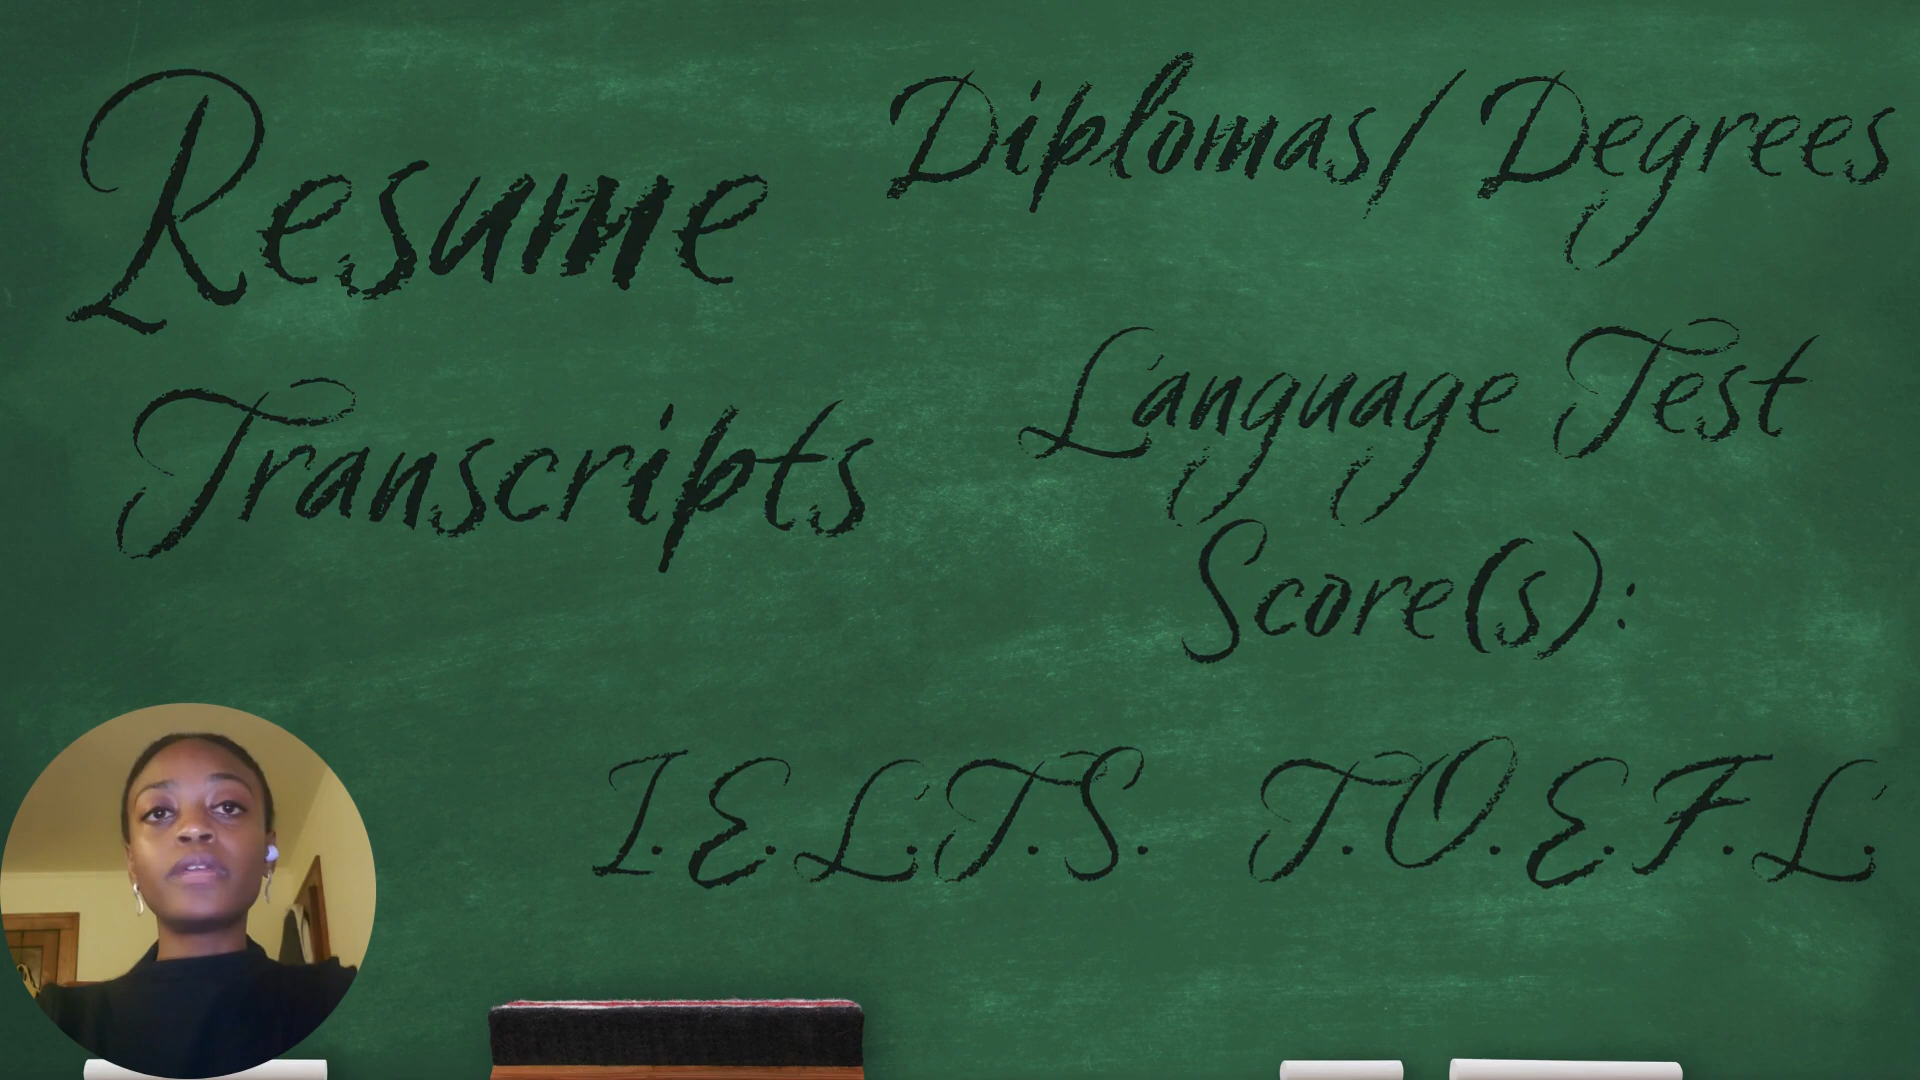 Resume
Transcripts
Diplomas/ Degrees
Language Test
Score(s):
I.E.L.T.S. T.O.E.F.L.